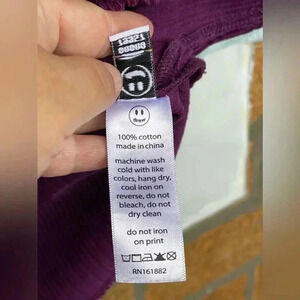 100% cotton
made in china
machine wash
cold with like
colors, hang dry,
cool iron on
reverse, do not
bleach, do not
dry clean
do not iron
on print
RN161882